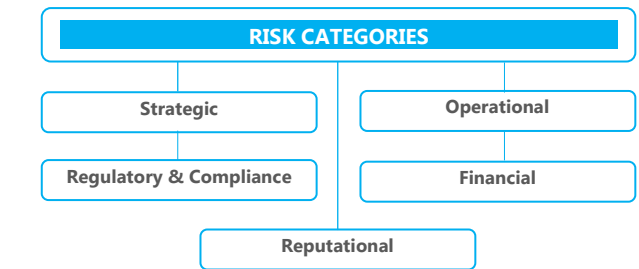 RISK CATEGORIES
Strategic
Operational
Regulatory & Compliance
Financial
Reputational